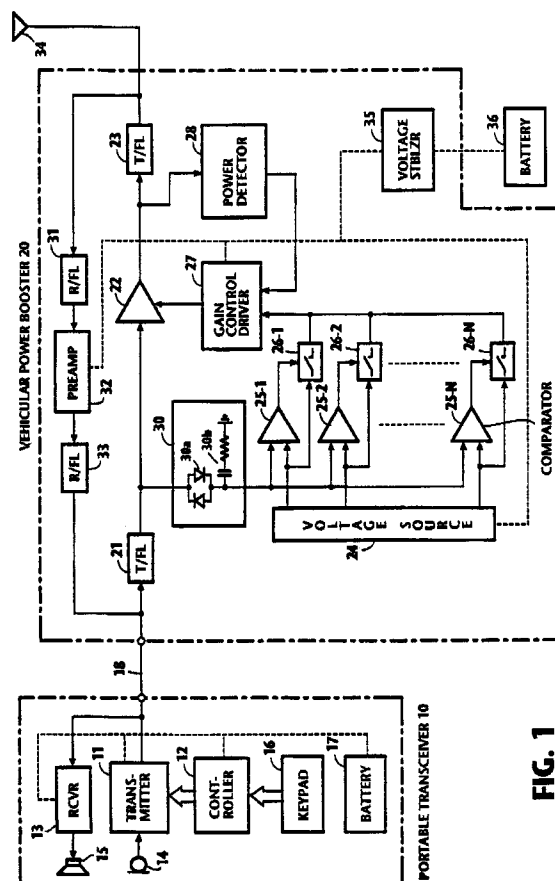 VEHICULAR POWER BOOSTER 20
34
31
R/FL
23
T/FL
PREAMP
32
22
28
POWER
DETECTOR
33
R/FL
27
GAIN
CONTROL
DRIVER
35
VOLTAGE
STBLZR
36
BATTERY
30
30a
30b
26-1
26-2
26-N
25-1
25-2
25-N
COMPARATOR
21
T/FL
VOLTAGE SOURCE
24
18
PORTABLE TRANSCEIVER 10
13
RCVR
15
11
TRANS-
MITTER
14
12
CONT-
ROLLER
16
KEYPAD
17
BATTERY
FIG. 1